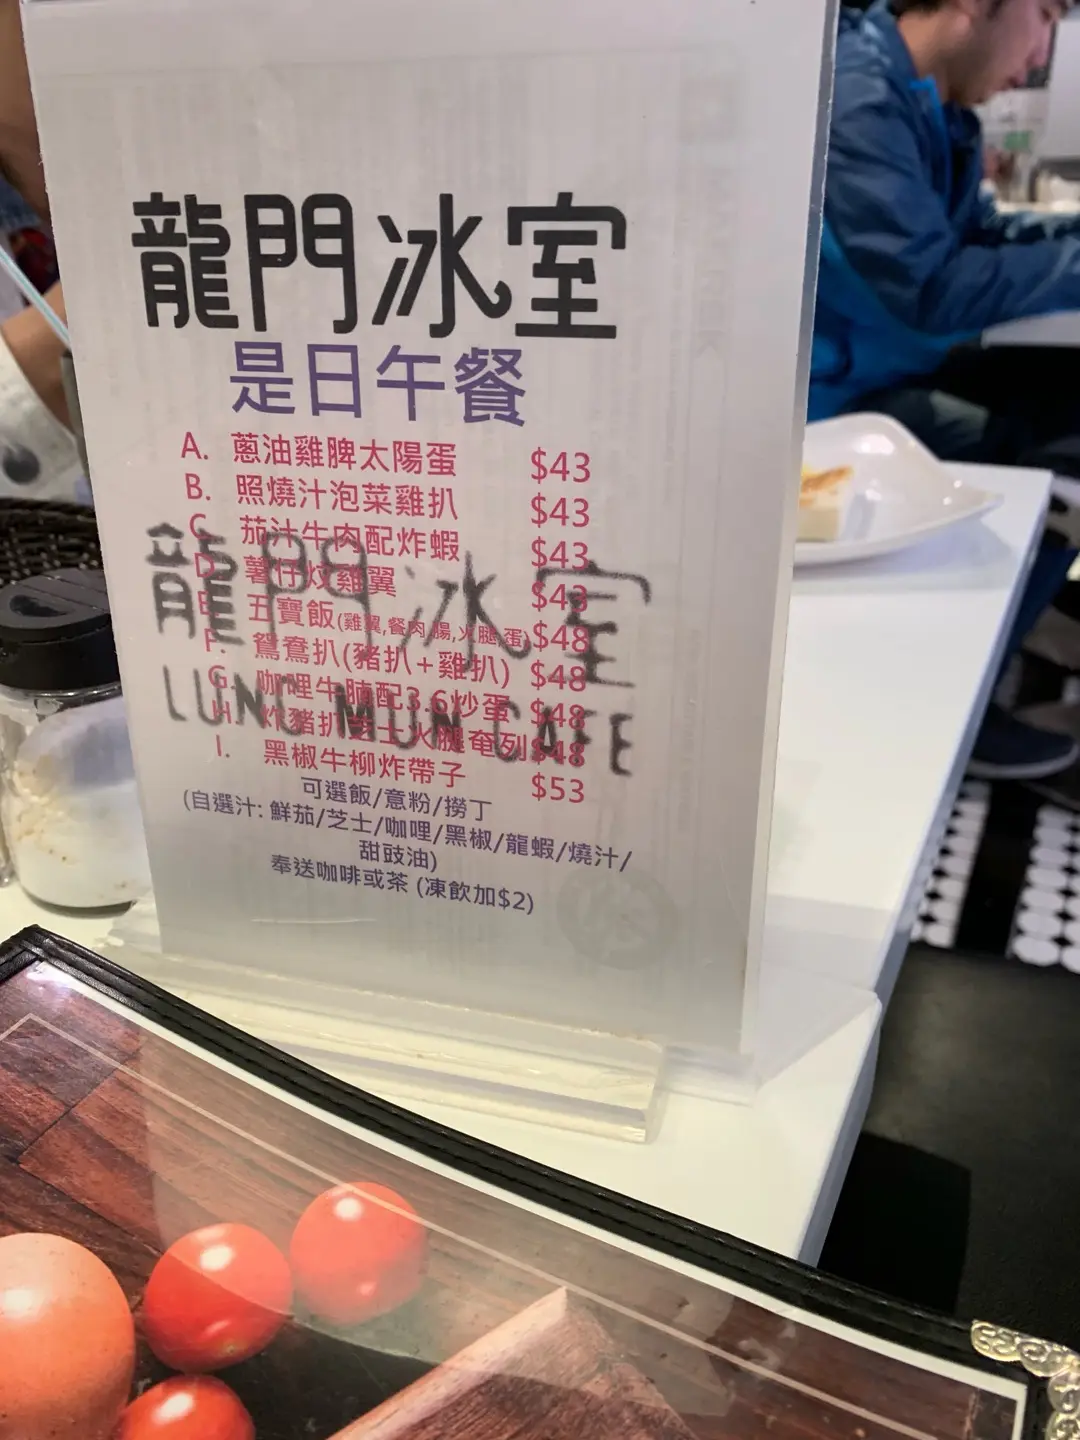 龍門冰室
是日午餐
A. 蔥油雞脾太陽蛋 $43
B. 照燒汁泡菜雞扒 $43
C. 茄汁牛肉配炸蝦 $43
D. 薯仔炆雞翼 $43
E. 五寶飯(雞翼,餐肉,腸,火腿,蛋)$48
F. 鴛鴦扒(豬扒+雞扒) $48
G. 咖哩牛腩配3.6炒蛋 $48
H. 炸豬扒芝士火腿奄列$48
I. 黑椒牛柳炸帶子 $53
可選飯/意粉/撈丁
(自選汁: 鮮茄/芝士/咖哩/黑椒/龍蝦/燒汁/
甜豉油)
奉送咖啡或茶 (凍飲加$2)
龍門冰室
LUNG MUN CAFE